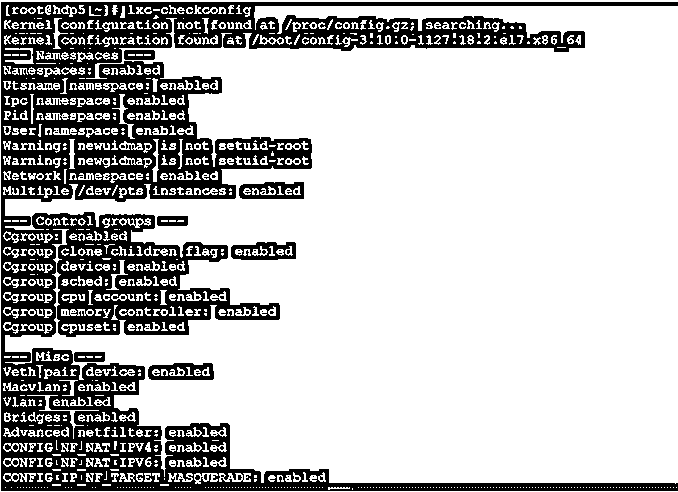 [root@hdp5 ~]# lxc-checkconfig
Kernel configuration not found at /proc/config.gz; searching...
Kernel configuration found at /boot/config-3.10.0-1127.18.2.el7.x86_64
--- Namespaces ---
Namespaces: enabled
Utsname namespace: enabled
Ipc namespace: enabled
Pid namespace: enabled
User namespace: enabled
Warning: newuidmap is not setuid-root
Warning: newgidmap is not setuid-root
Network namespace: enabled
Multiple /dev/pts instances: enabled
--- Control groups ---
Cgroup: enabled
Cgroup clone_children flag: enabled
Cgroup device: enabled
Cgroup sched: enabled
Cgroup cpu account: enabled
Cgroup memory controller: enabled
Cgroup cpuset: enabled
--- Misc ---
Veth pair device: enabled
Macvlan: enabled
Vlan: enabled
Bridges: enabled
Advanced netfilter: enabled
CONFIG_NF_NAT_IPV4: enabled
CONFIG_NF_NAT_IPV6: enabled
CONFIG_IP_NF_TARGET_MASQUERADE: enabled